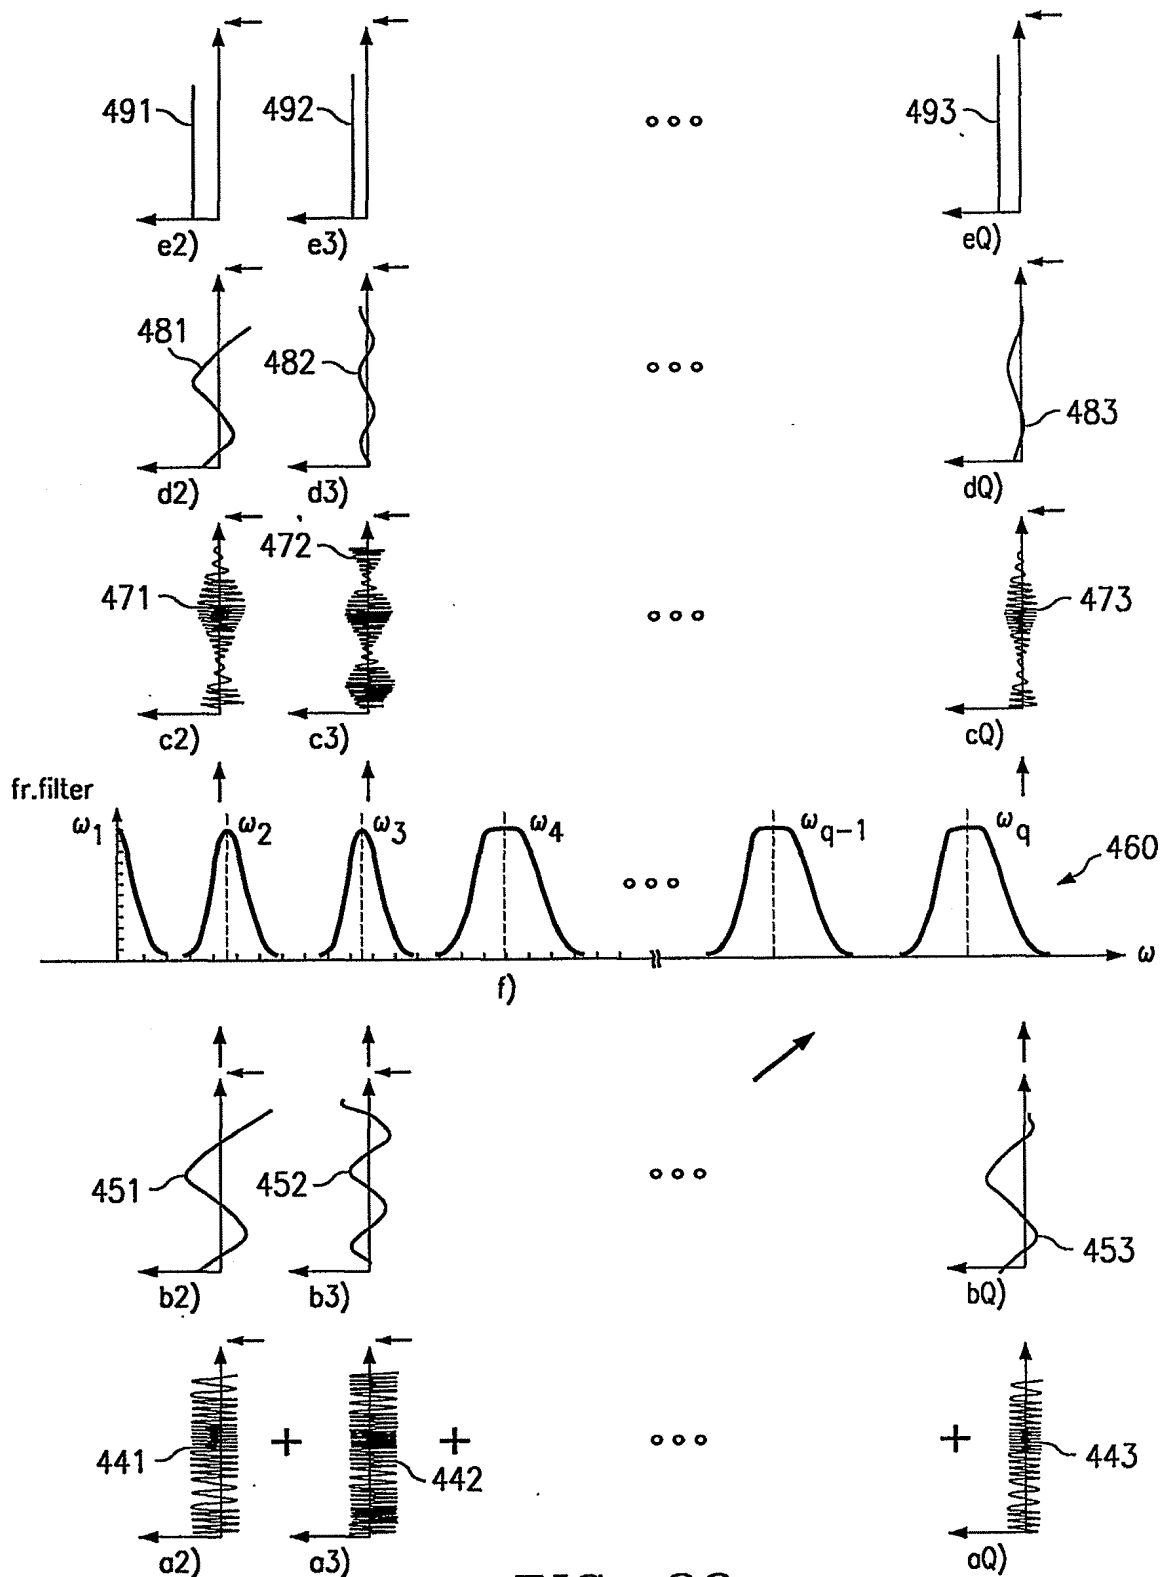 491 492 493
e2) e3) eQ)
481 482 483
d2) d3) dQ)
471 472 473
c2) c3) cQ)
fr.filter
ω1 ω2 ω3 ω4 ωq-1 ωq 460
ω
f)
451 452 453
b2) b3) bQ)
441 + 442 + + 443
a2) a3) aQ)